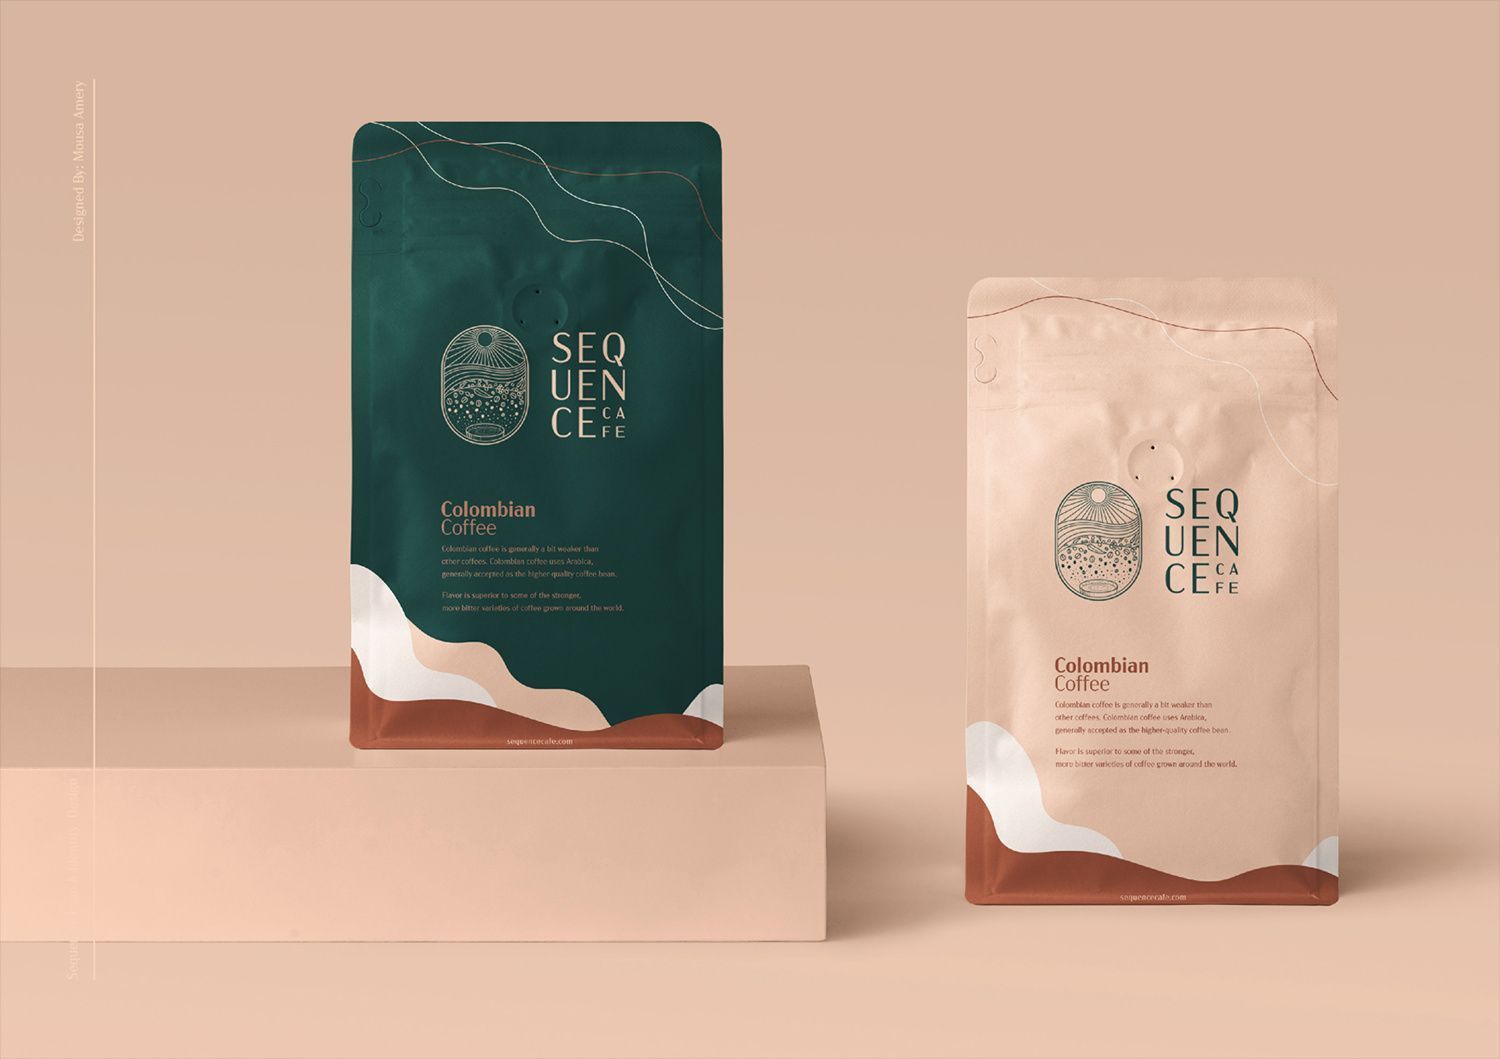 Designed By: Mousa Amery
SEQ
UEN
CE CA
FE
Colombian
Coffee
Colombian coffee is generally a bit weaker than
other coffees. Colombian coffee uses Arabica,
generally accepted as the higher-quality coffee bean.
Flavor is superior to some of the stronger,
more bitter varieties of coffee grown around the world.
sequencecafe.com
SEQ
UEN
CE CA
FE
Colombian
Coffee
Colombian coffee is generally a bit weaker than
other coffees. Colombian coffee uses Arabica,
generally accepted as the higher-quality coffee bean.
Flavor is superior to some of the stronger,
more bitter varieties of coffee grown around the world.
sequencecafe.com